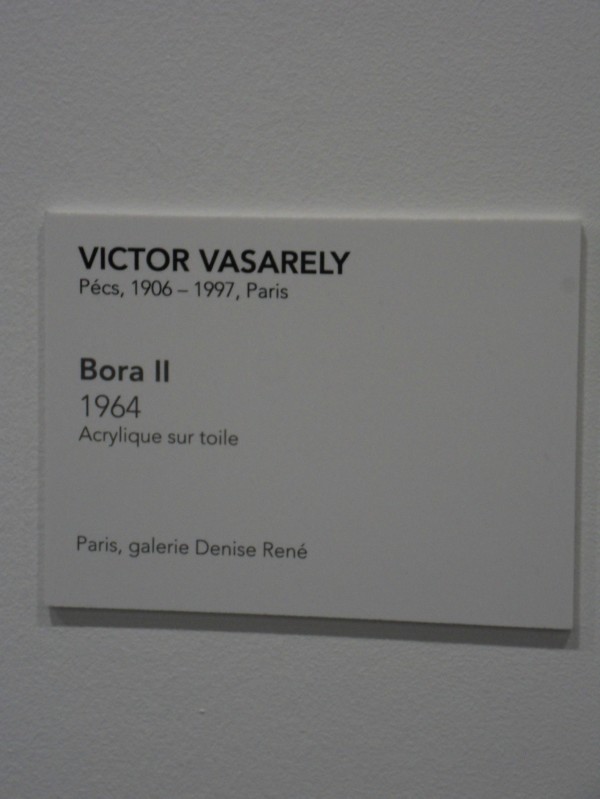 VICTOR VASARELY
Pécs, 1906 – 1997, Paris
Bora II
1964
Acrylique sur toile
Paris, galerie Denise René